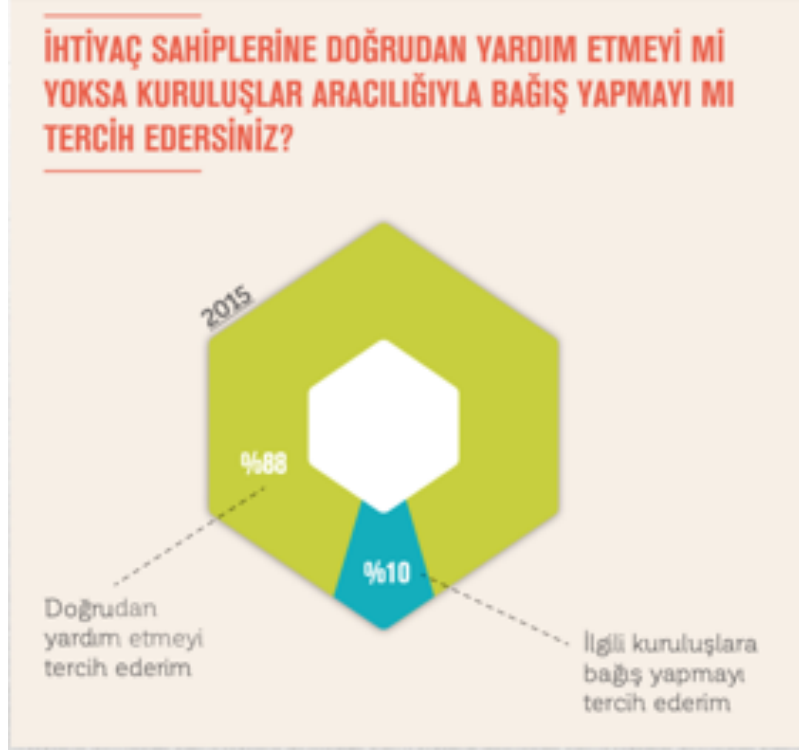 İHTİYAÇ SAHİPLERİNE DOĞRUDAN YARDIM ETMEYİ Mİ
YOKSA KURULUŞLAR ARACILIĞIYLA BAĞIŞ YAPMAYI MI
TERCİH EDERSİNİZ?
2015
%88
%10
Doğrudan
yardım etmeyi
tercih ederim
İlgili kuruluşlara
bağış yapmayı
tercih ederim